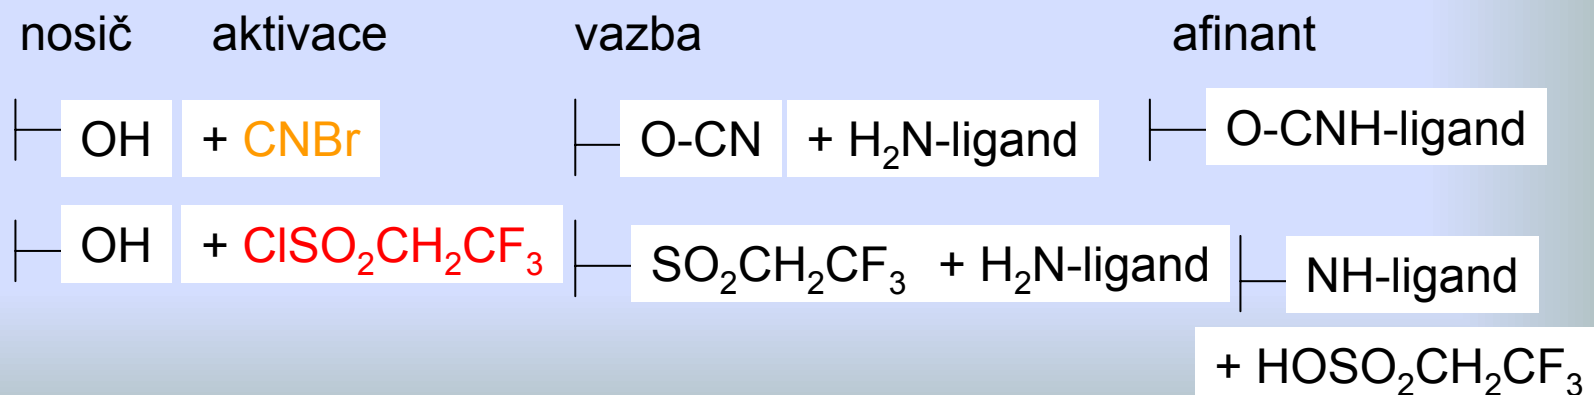 nosič aktivace vazba afinant
OH + CNBr O-CN + H₂N-ligand O-CNH-ligand
OH + ClSO₂CH₂CF₃ SO₂CH₂CF₃ + H₂N-ligand NH-ligand
+ HOSO₂CH₂CF₃